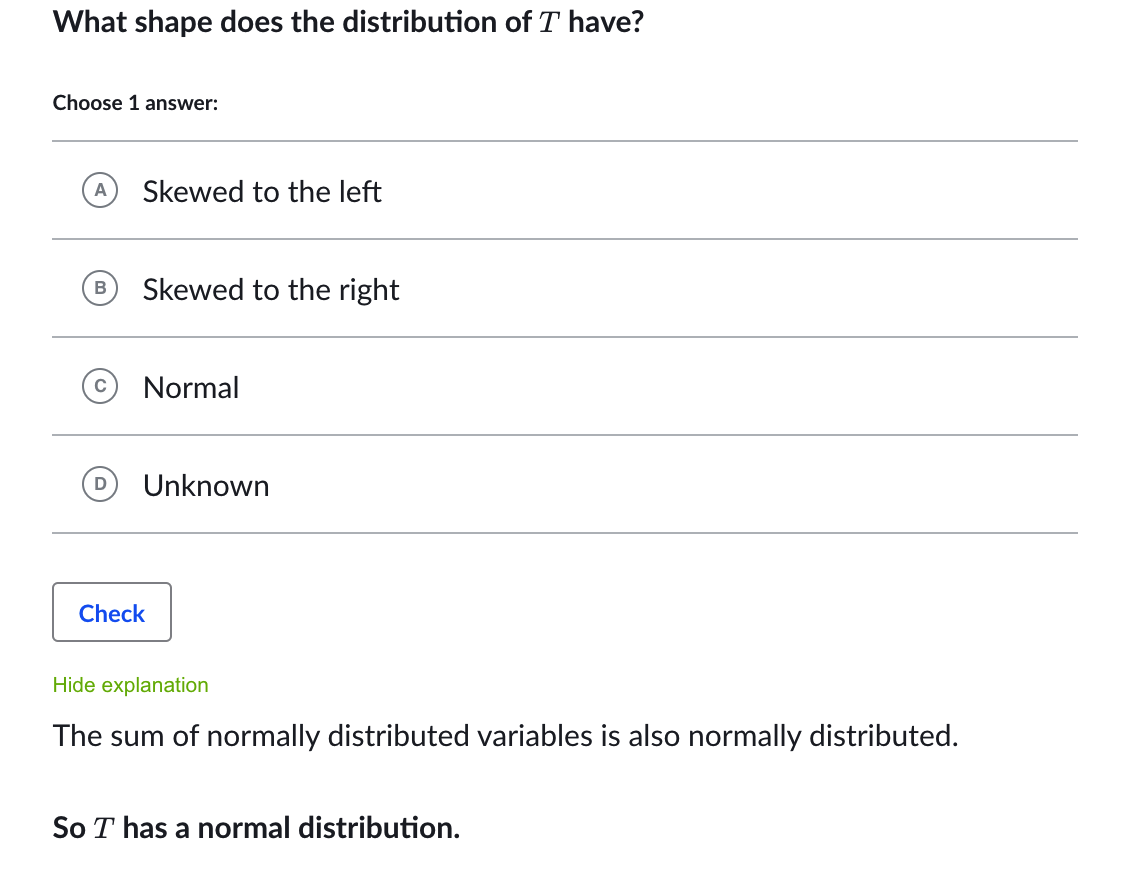 What shape does the distribution of T have?
Choose 1 answer:
A Skewed to the left
B Skewed to the right
C Normal
D Unknown
Check
Hide explanation
The sum of normally distributed variables is also normally distributed.
So T has a normal distribution.